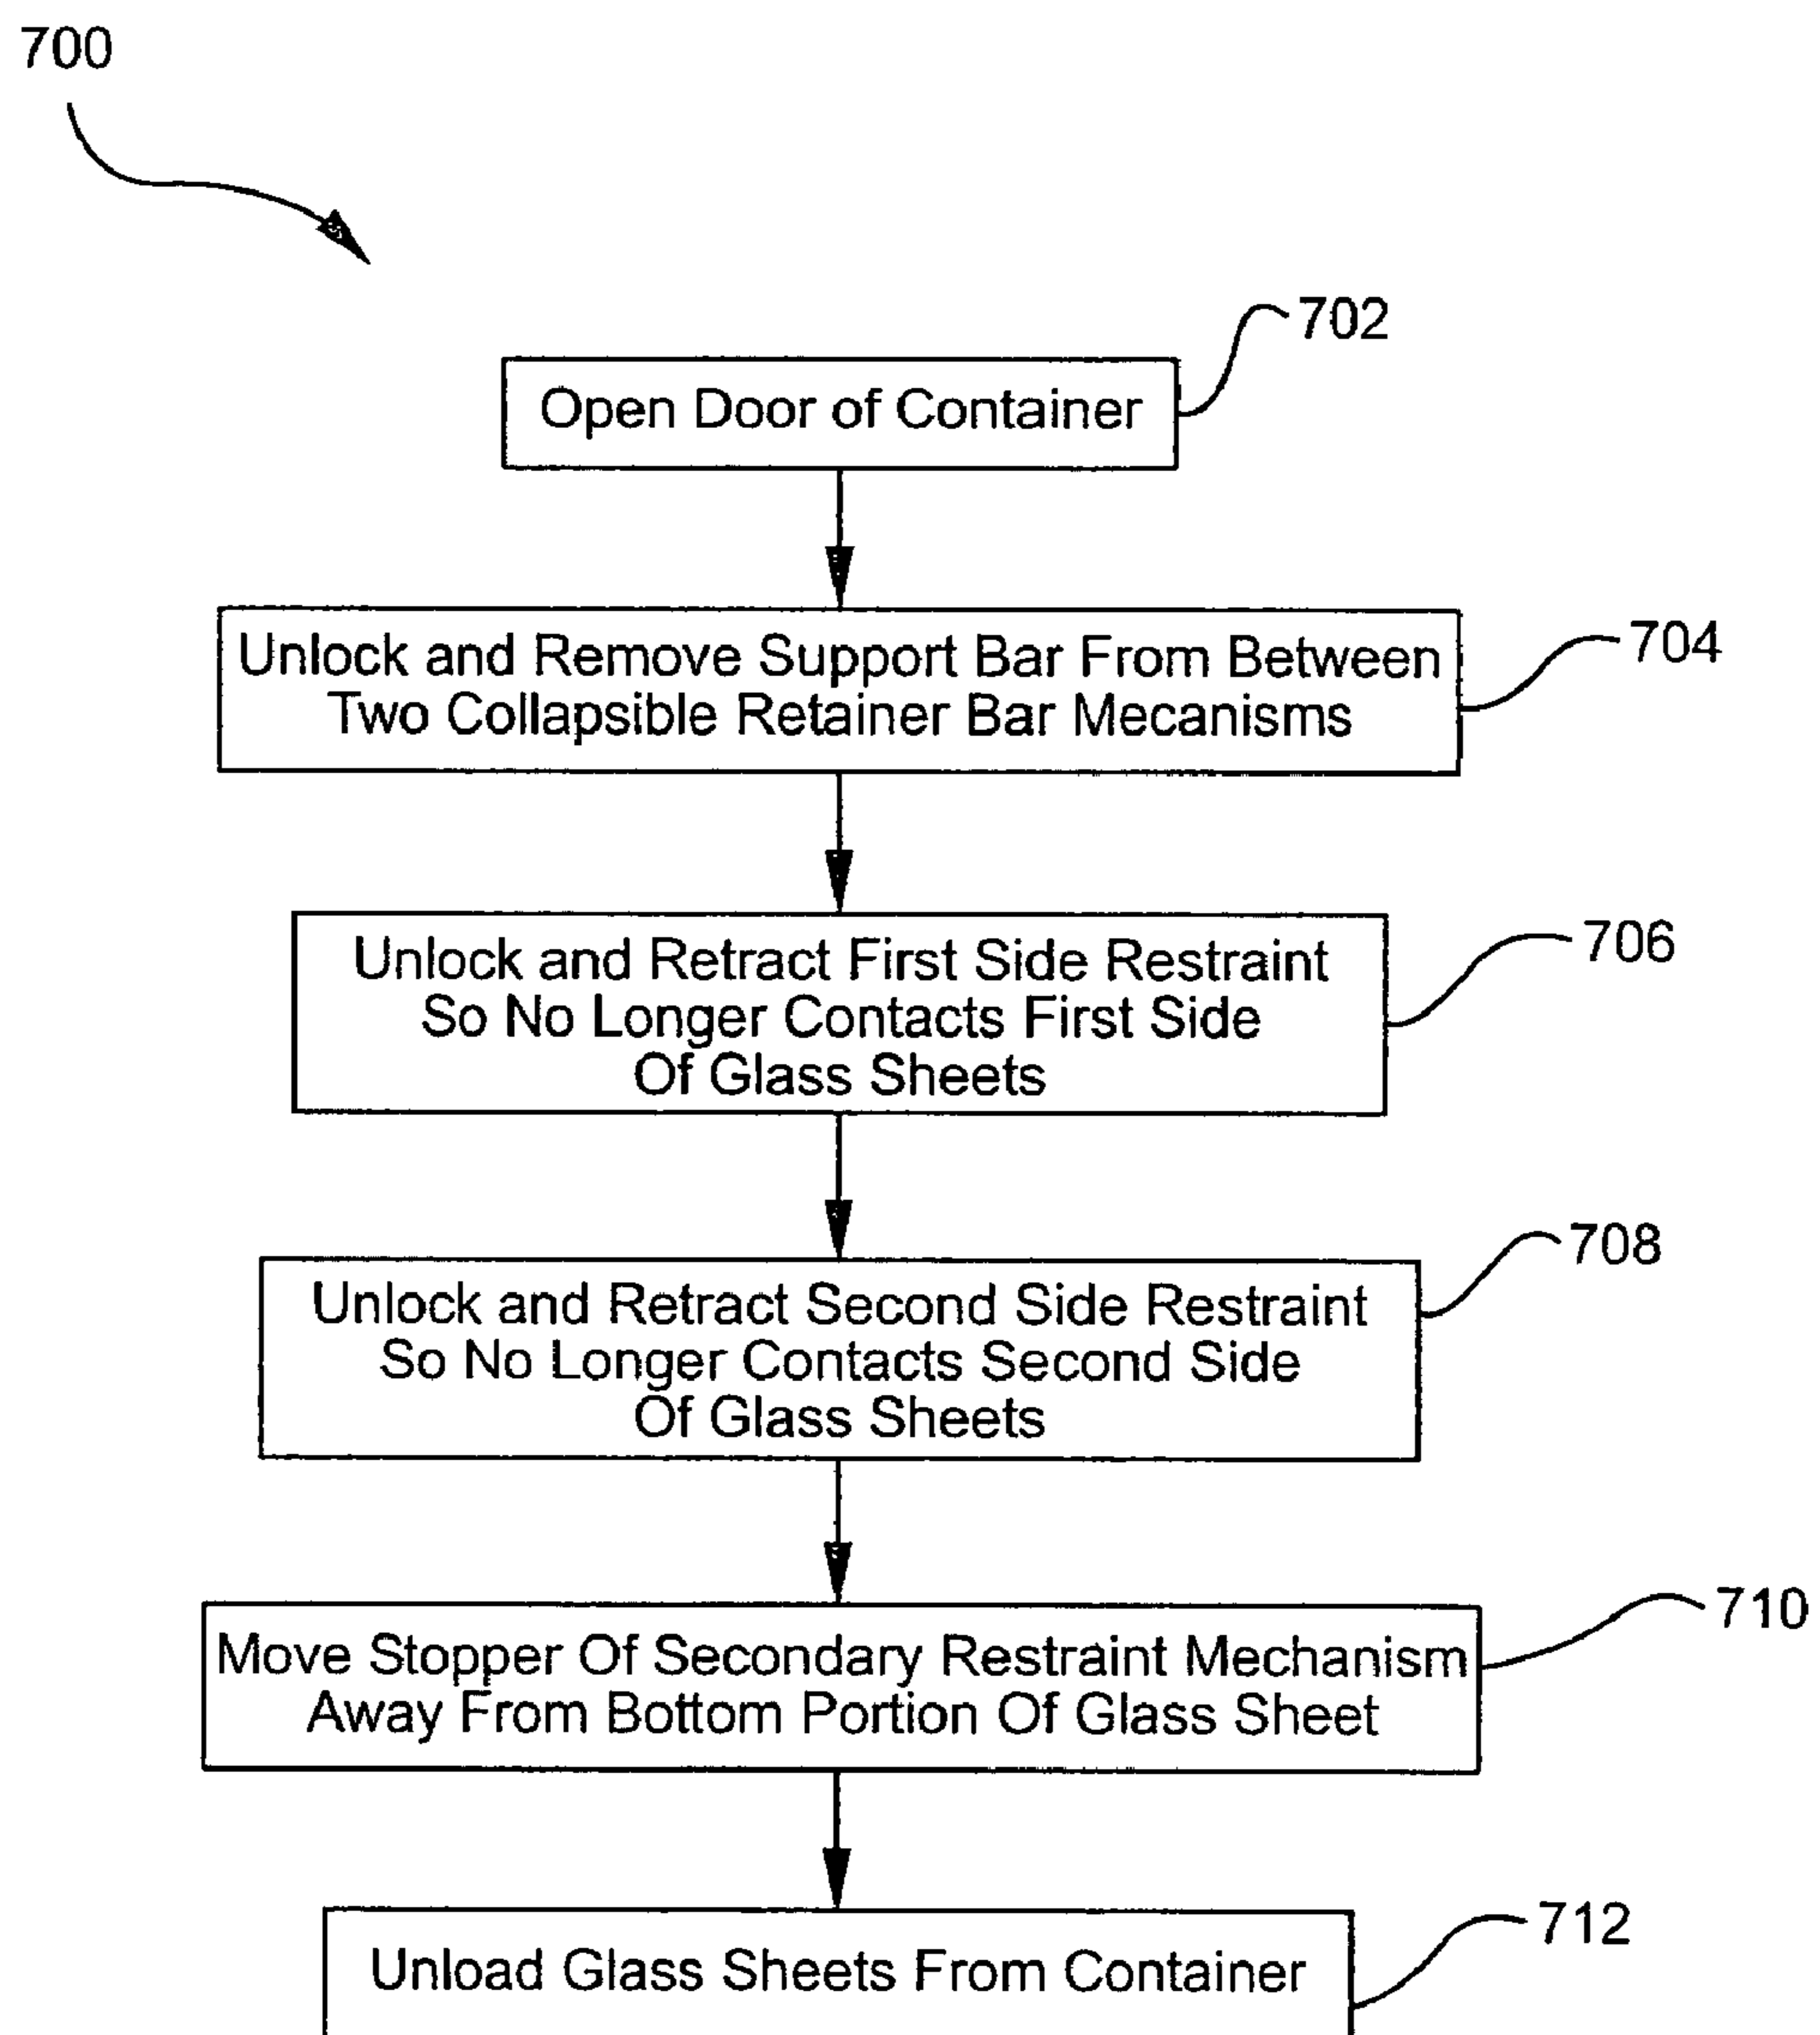 700
702
Open Door of Container
704
Unlock and Remove Support Bar From Between
Two Collapsible Retainer Bar Mecanisms
706
Unlock and Retract First Side Restraint
So No Longer Contacts First Side
Of Glass Sheets
708
Unlock and Retract Second Side Restraint
So No Longer Contacts Second Side
Of Glass Sheets
710
Move Stopper Of Secondary Restraint Mechanism
Away From Bottom Portion Of Glass Sheet
712
Unload Glass Sheets From Container